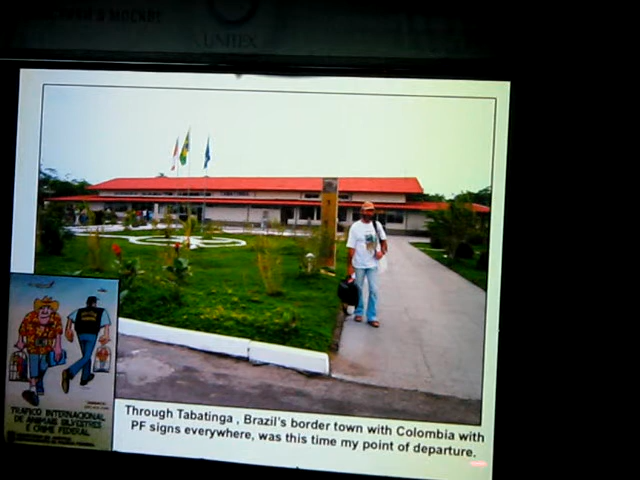 UNITEX
TRAFICO INTERNACIONAL
DE ANIMAIS SILVESTRES
E CRIME FEDERAL
Through Tabatinga , Brazil's border town with Colombia with
PF signs everywhere, was this time my point of departure.